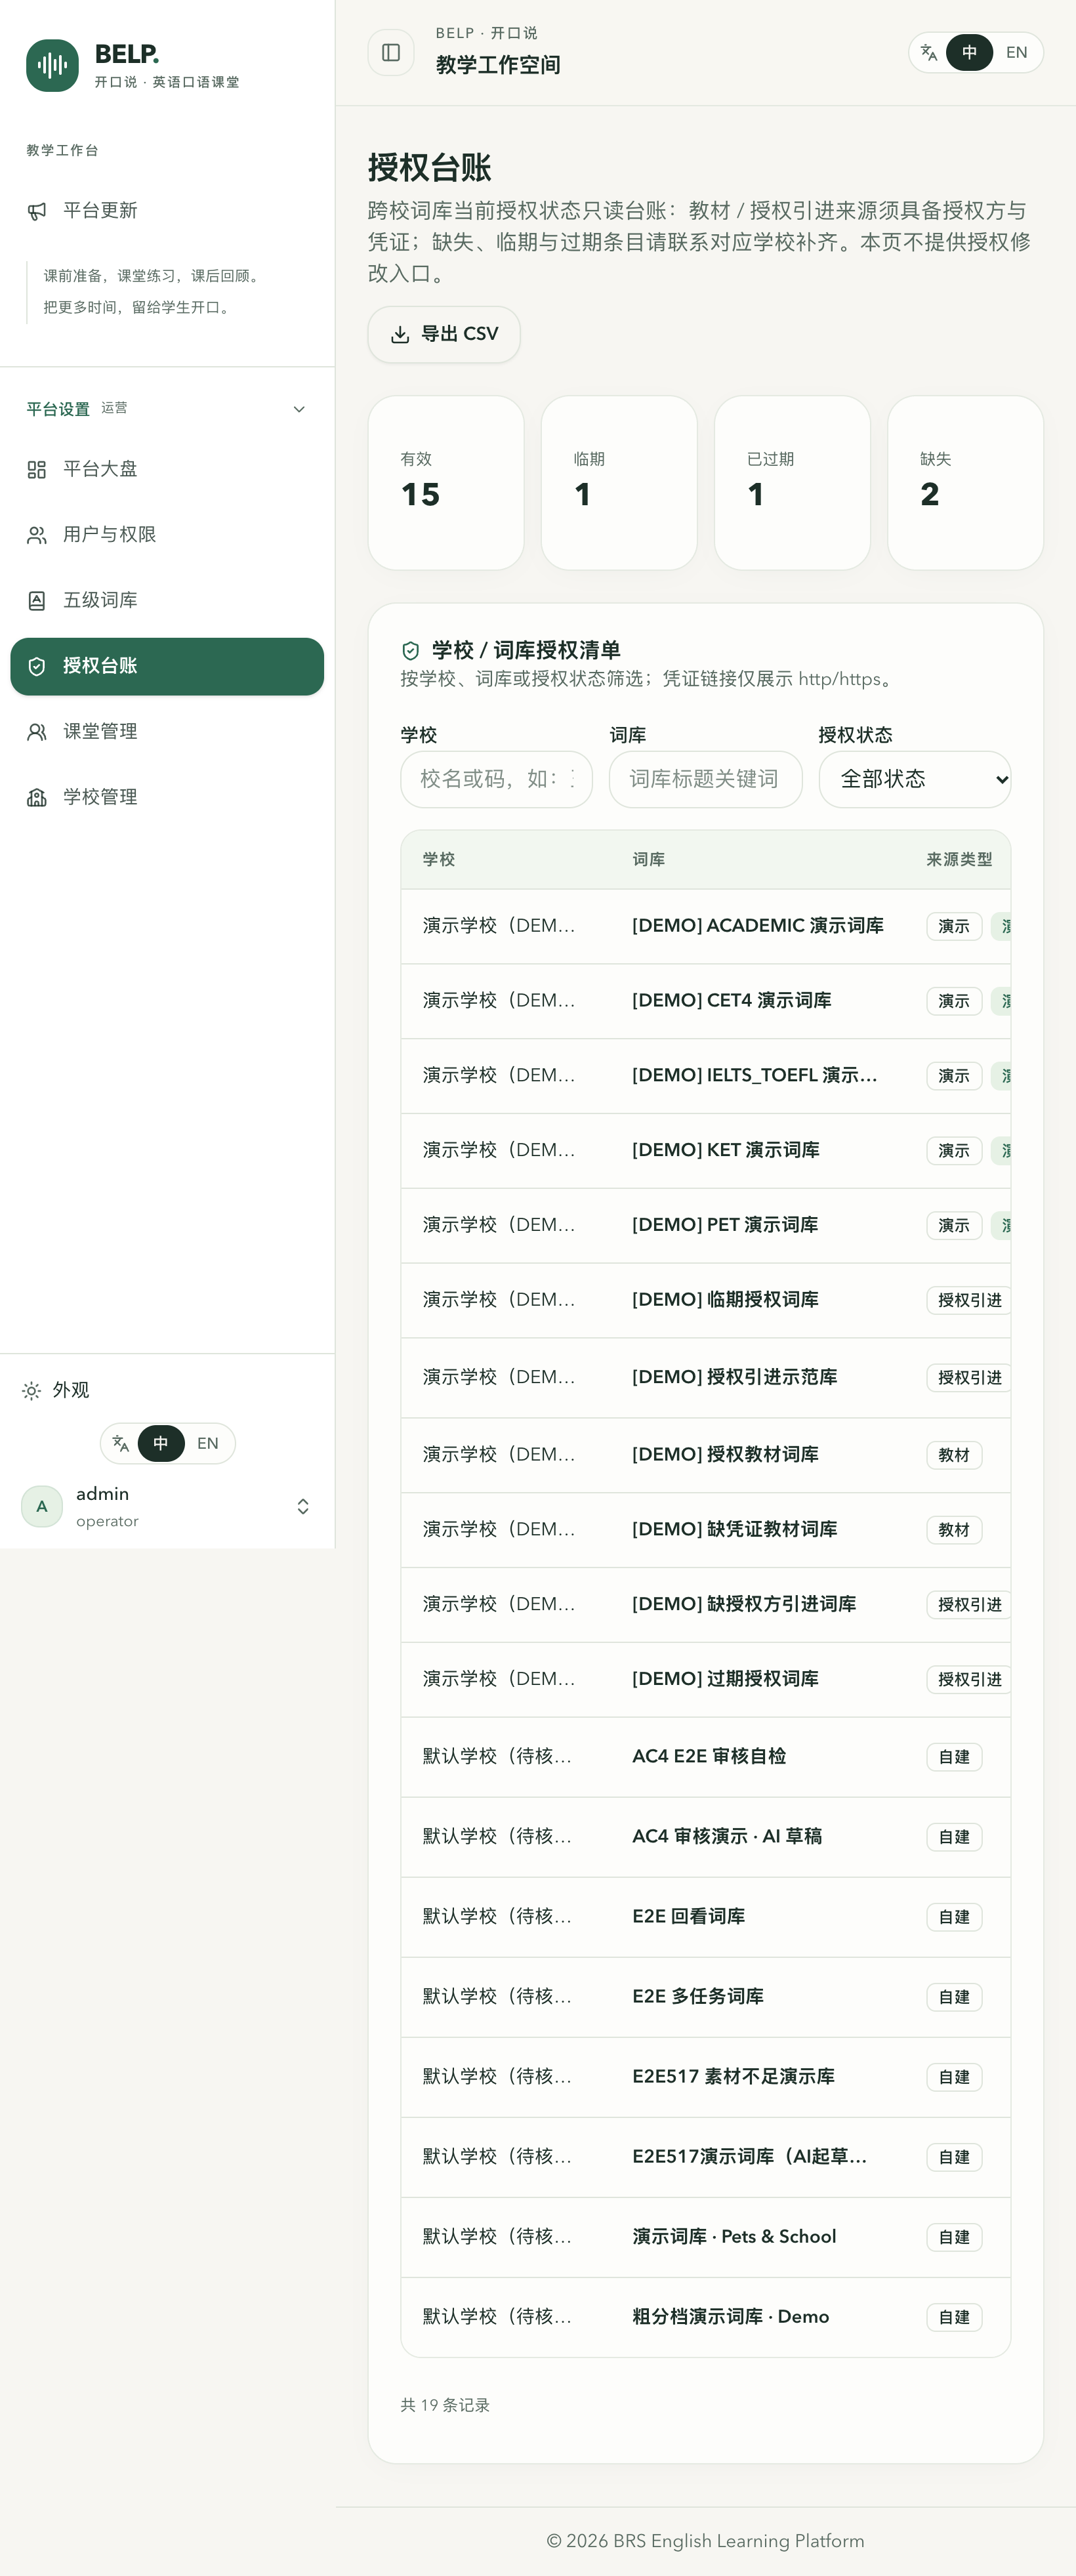 BELP.
开口说 · 英语口语课堂
教学工作台
平台更新
课前准备，课堂练习，课后回顾。
把更多时间，留给学生开口。
平台设置 运营
平台大盘
用户与权限
五级词库
授权台账
课堂管理
学校管理
外观
中 EN
A
admin
operator
BELP · 开口说
教学工作空间
中 EN
授权台账
跨校词库当前授权状态只读台账：教材 / 授权引进来源须具备授权方与
凭证；缺失、临期与过期条目请联系对应学校补齐。本页不提供授权修
改入口。
导出 CSV
有效 临期 已过期 缺失
15 1 1 2
学校 / 词库授权清单
按学校、词库或授权状态筛选；凭证链接仅展示 http/https。
学校 词库 授权状态
校名或码，如： 词库标题关键词 全部状态
学校 词库 来源类型
演示学校（DEM... [DEMO] ACADEMIC 演示词库 演示
演示学校（DEM... [DEMO] CET4 演示词库 演示
演示学校（DEM... [DEMO] IELTS_TOEFL 演示... 演示
演示学校（DEM... [DEMO] KET 演示词库 演示
演示学校（DEM... [DEMO] PET 演示词库 演示
演示学校（DEM... [DEMO] 临期授权词库 授权引进
演示学校（DEM... [DEMO] 授权引进示范库 授权引进
演示学校（DEM... [DEMO] 授权教材词库 教材
演示学校（DEM... [DEMO] 缺凭证教材词库 教材
演示学校（DEM... [DEMO] 缺授权方引进词库 授权引进
演示学校（DEM... [DEMO] 过期授权词库 授权引进
默认学校（待核... AC4 E2E 审核自检 自建
默认学校（待核... AC4 审核演示 · AI 草稿 自建
默认学校（待核... E2E 回看词库 自建
默认学校（待核... E2E 多任务词库 自建
默认学校（待核... E2E517 素材不足演示库 自建
默认学校（待核... E2E517演示词库（AI起草... 自建
默认学校（待核... 演示词库 · Pets & School 自建
默认学校（待核... 粗分档演示词库 · Demo 自建
共 19 条记录
© 2026 BRS English Learning Platform